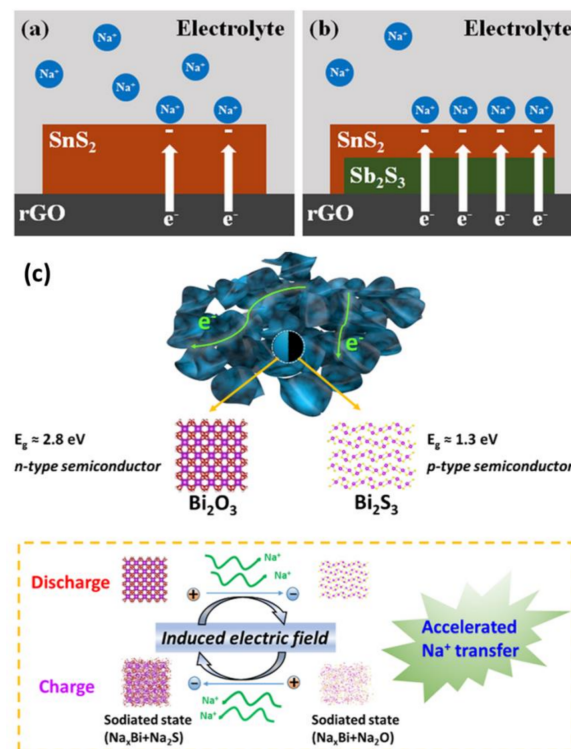 (a) Electrolyte
Na⁺
Na⁺
Na⁺
Na⁺
Na⁺
Na⁺
SnS₂
- -
rGO
e⁻ e⁻
(b) Electrolyte
Na⁺
Na⁺
Na⁺ Na⁺ Na⁺ Na⁺
- - - -
SnS₂
Sb₂S₃
rGO
e⁻ e⁻ e⁻ e⁻
(c)
e⁻
e⁻
E₉ ≈ 2.8 eV
n-type semiconductor
Bi₂O₃
E₉ ≈ 1.3 eV
p-type semiconductor
Bi₂S₃
Discharge
Na⁺
Na⁺
+ -
Induced electric field
Accelerated
Na⁺ transfer
Charge
- +
Na⁺
Na⁺
Sodiated state
(NaₓBi+Na₂S)
Sodiated state
(NaₓBi+Na₂O)